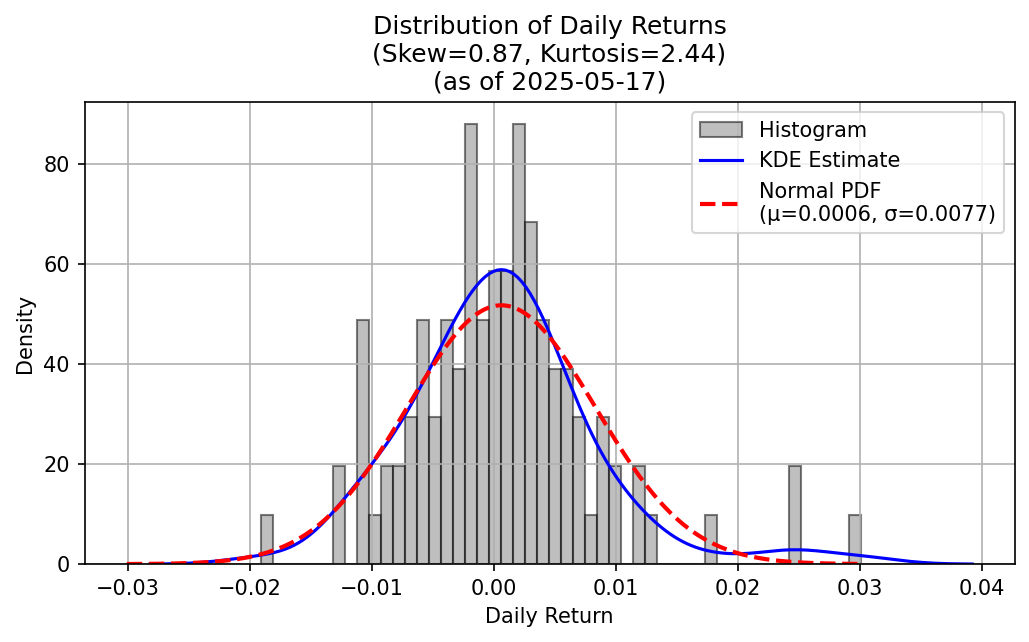 Distribution of Daily Returns
(Skew=0.87, Kurtosis=2.44)
(as of 2025-05-17)
Histogram
KDE Estimate
Normal PDF
(μ=0.0006, σ=0.0077)
Density
80
60
40
20
0
−0.03 −0.02 −0.01 0.00 0.01 0.02 0.03 0.04
Daily Return